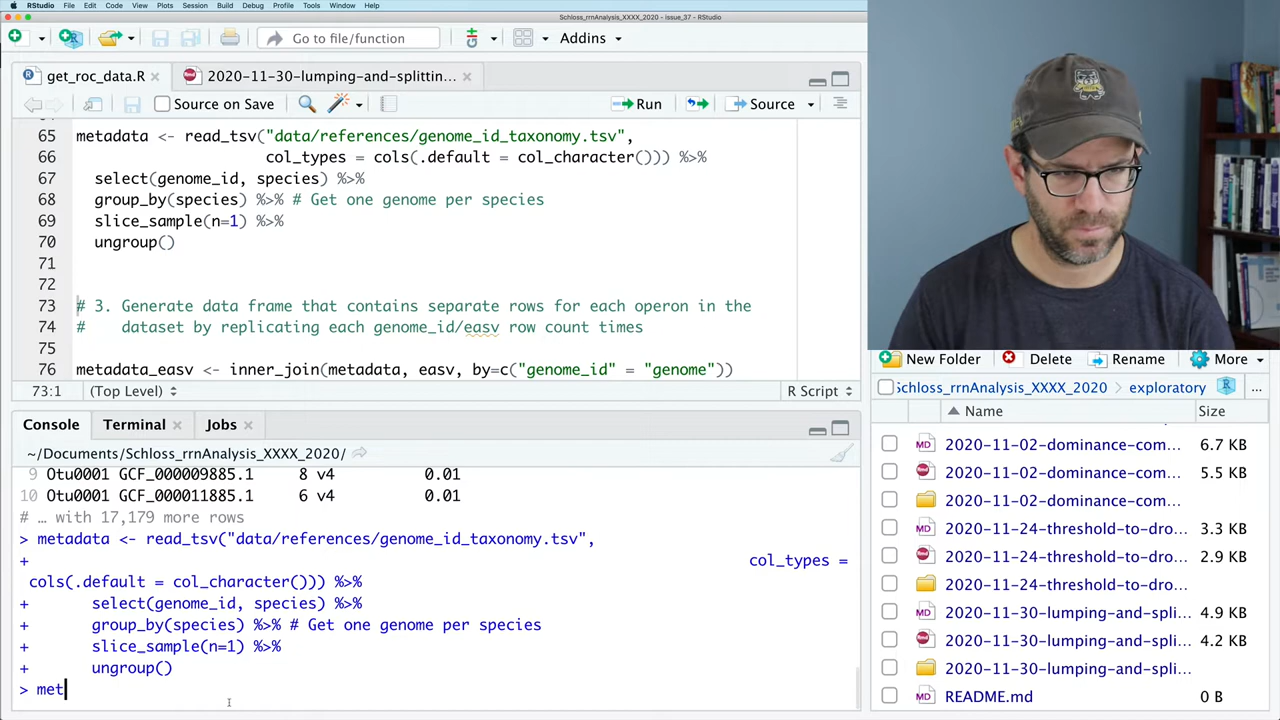 RStudio File Edit Code View Plots Session Build Debug Profile Tools Window Help
Schloss_rrnAnalysis_XXXX_2020 - issue_37 - RStudio
Go to file/function Addins
get_roc_data.R 2020-11-30-lumping-and-splittin...
Source on Save Run Source
65 metadata <- read_tsv("data/references/genome_id_taxonomy.tsv",
66 col_types = cols(.default = col_character())) %>%
67 select(genome_id, species) %>%
68 group_by(species) %>% # Get one genome per species
69 slice_sample(n=1) %>%
70 ungroup()
71
72
73 # 3. Generate data frame that contains separate rows for each operon in the
74 # dataset by replicating each genome_id/easv row count times
75
76 metadata_easv <- inner_join(metadata, easv, by=c("genome_id" = "genome"))
73:1 (Top Level) R Script
Console Terminal Jobs
~/Documents/Schloss_rrnAnalysis_XXXX_2020/
9 Otu0001 GCF_000009885.1 8 v4 0.01
10 Otu0001 GCF_000011885.1 6 v4 0.01
# … with 17,179 more rows
> metadata <- read_tsv("data/references/genome_id_taxonomy.tsv",
+ col_types =
cols(.default = col_character())) %>%
+ select(genome_id, species) %>%
+ group_by(species) %>% # Get one genome per species
+ slice_sample(n=1) %>%
+ ungroup()
> met
New Folder Delete Rename More
Schloss_rrnAnalysis_XXXX_2020 > exploratory ...
Name Size
2020-11-02-dominance-com... 6.7 KB
2020-11-02-dominance-com... 5.5 KB
2020-11-02-dominance-com...
2020-11-24-threshold-to-dro... 3.3 KB
2020-11-24-threshold-to-dro... 2.9 KB
2020-11-24-threshold-to-dro...
2020-11-30-lumping-and-spli... 4.9 KB
2020-11-30-lumping-and-spli... 4.2 KB
2020-11-30-lumping-and-spli...
README.md 0 B